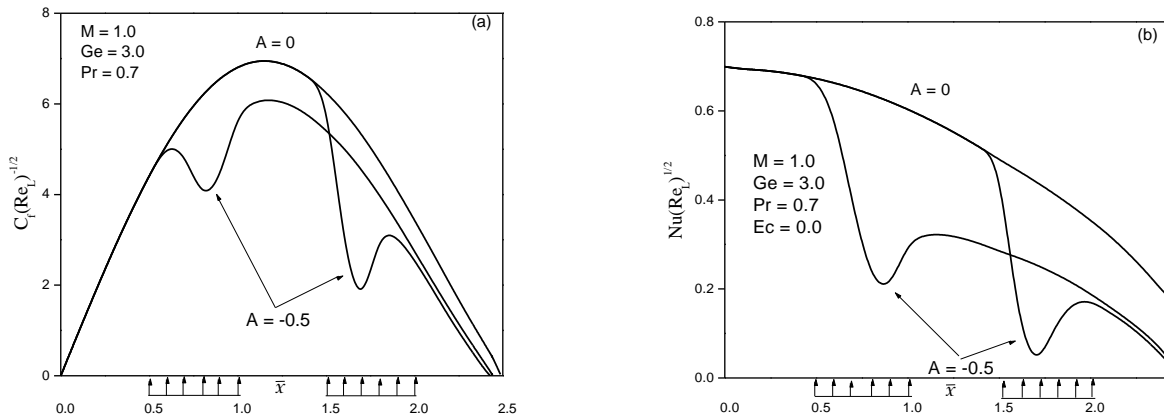 (a)
M = 1.0
Ge = 3.0
Pr = 0.7
A = 0
C_f(Re_L)^-1/2
8
6
4
2
0
A = -0.5
x̄
0.0 0.5 1.0 1.5 2.0 2.5
(b)
A = 0
M = 1.0
Ge = 3.0
Pr = 0.7
Ec = 0.0
Nu(Re_L)^1/2
0.8
0.6
0.4
0.2
0.0
A = -0.5
x̄
0.0 0.5 1.0 1.5 2.0